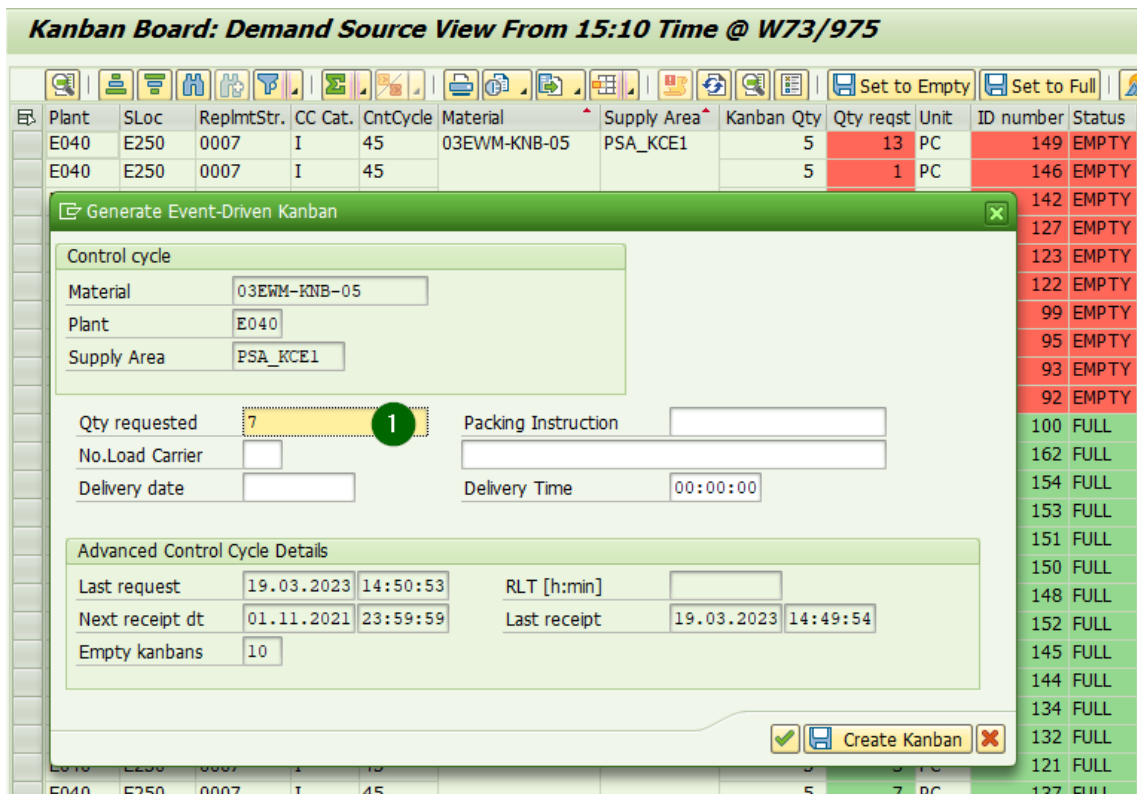 Kanban Board: Demand Source View From 15:10 Time @ W73/975
Set to Empty Set to Full
Plant SLoc ReplmtStr. CC Cat. CntCycle Material Supply Area Kanban Qty Qty reqst Unit ID number Status
E040 E250 0007 I 45 03EWM-KNB-05 PSA_KCE1 5 13 PC 149 EMPTY
E040 E250 0007 I 45 5 1 PC 146 EMPTY
142 EMPTY
127 EMPTY
123 EMPTY
122 EMPTY
99 EMPTY
95 EMPTY
93 EMPTY
92 EMPTY
100 FULL
162 FULL
154 FULL
153 FULL
151 FULL
150 FULL
148 FULL
152 FULL
145 FULL
144 FULL
134 FULL
132 FULL
121 FULL
E040 E250 0007 I 45 5 7 PC 137 FULL
Generate Event-Driven Kanban
Control cycle
Material 03EWM-KNB-05
Plant E040
Supply Area PSA_KCE1
Qty requested 7 1 Packing Instruction
No.Load Carrier
Delivery date Delivery Time 00:00:00
Advanced Control Cycle Details
Last request 19.03.2023 14:50:53 RLT [h:min]
Next receipt dt 01.11.2021 23:59:59 Last receipt 19.03.2023 14:49:54
Empty kanbans 10
Create Kanban